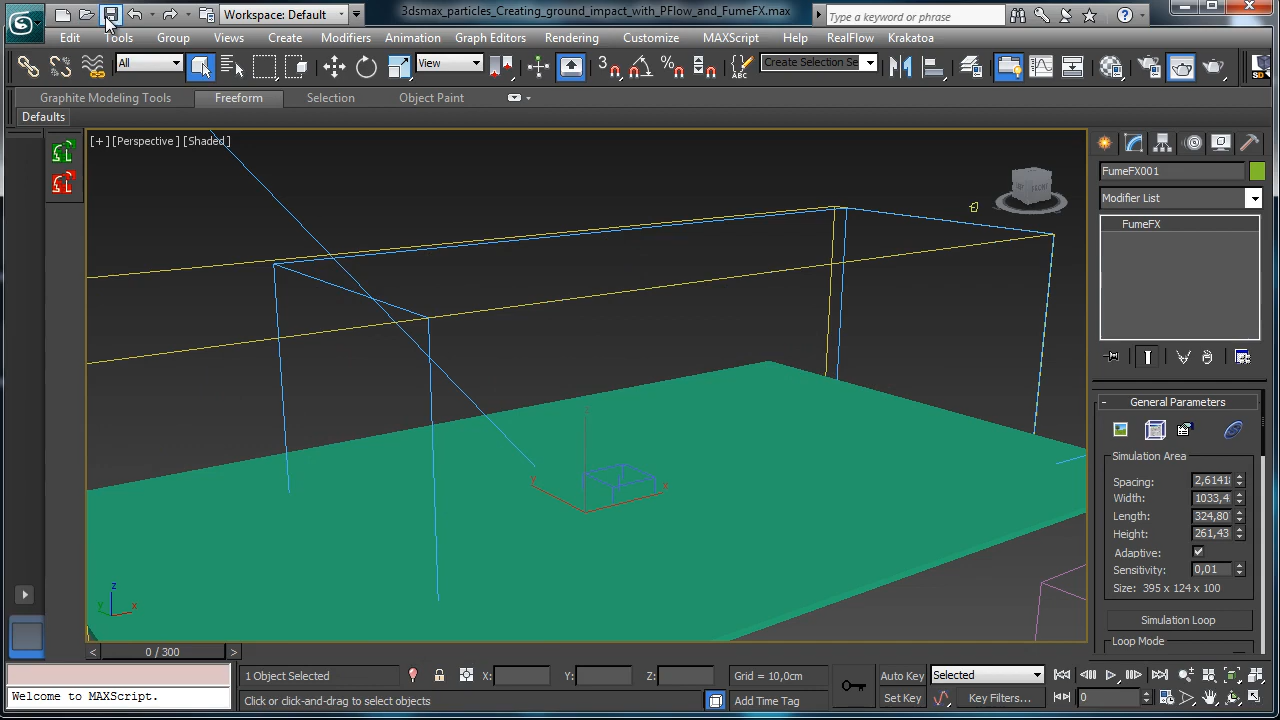 Workspace: Default
3dsmax_particles_Creating_ground_impact_with_PFlow_and_FumeFX.max
Type a keyword or phrase
Edit Tools Group Views Create Modifiers Animation Graph Editors Rendering Customize MAXScript Help RealFlow Krakatoa
All View Create Selection Se
Graphite Modeling Tools Freeform Selection Object Paint
Defaults
[+] [Perspective] [Shaded]
FRONT
FumeFX001
Modifier List
FumeFX
- General Parameters
Simulation Area
Spacing: 2,6141
Width: 1033,4
Length: 324,80
Height: 261,43
Adaptive:
Sensitivity: 0,01
Size: 395 x 124 x 100
Simulation Loop
Loop Mode
x
y
z
x
y
< 0 / 300 >
1 Object Selected X: Y: Z: Grid = 10,0cm Auto Key Selected
Welcome to MAXScript.
Click or click-and-drag to select objects Add Time Tag Set Key Key Filters... 0